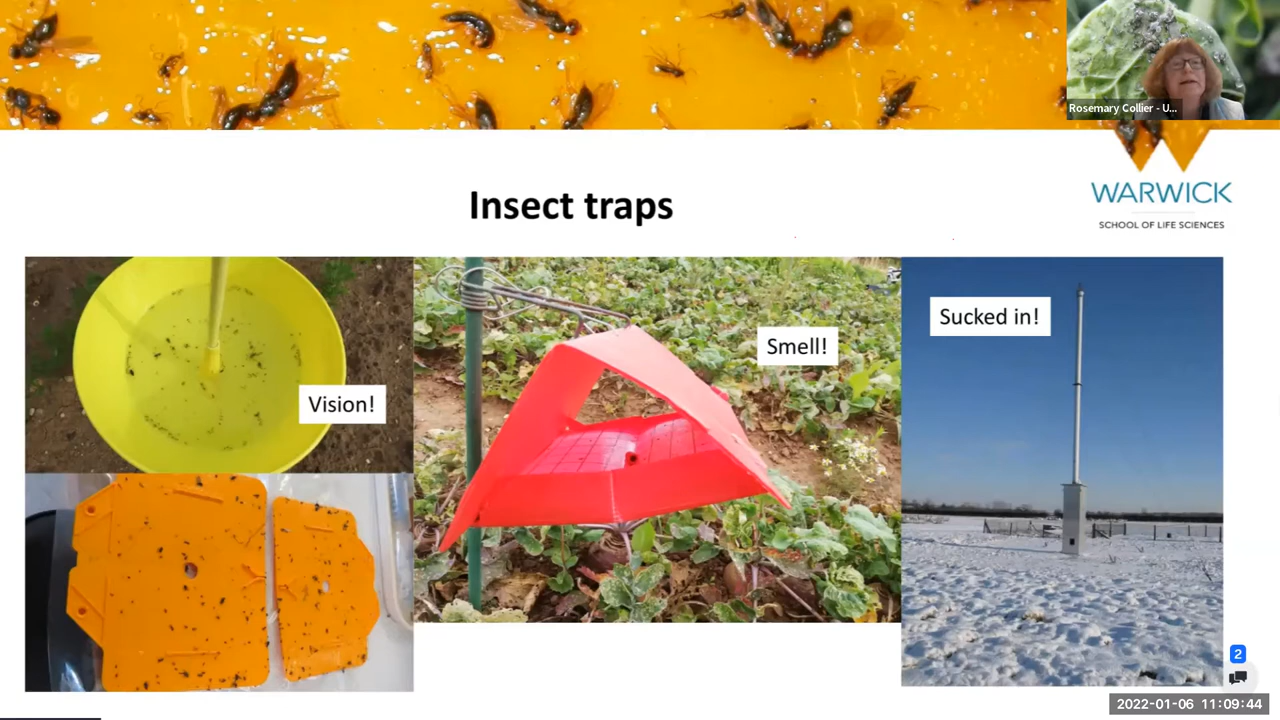 Rosemary Collier - U...
WARWICK
SCHOOL OF LIFE SCIENCES
Insect traps
Vision!
Smell!
Sucked in!
2
2022-01-06 11:09:44